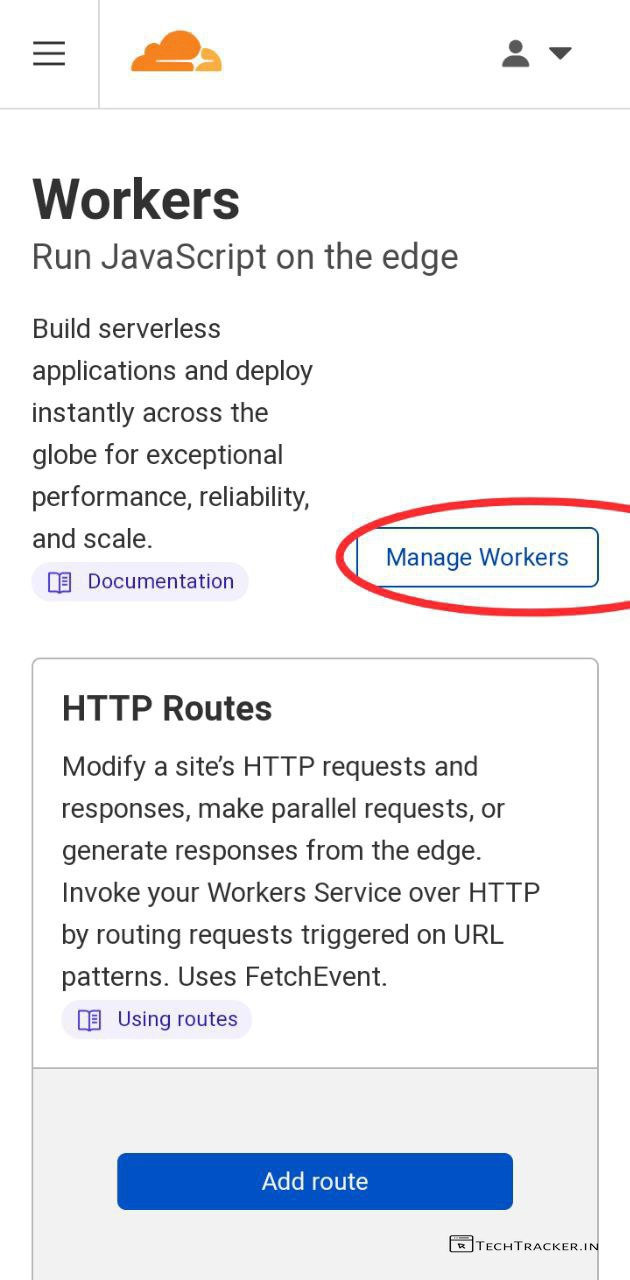 Workers
Run JavaScript on the edge
Build serverless
applications and deploy
instantly across the
globe for exceptional
performance, reliability,
and scale.
Manage Workers
Documentation
HTTP Routes
Modify a site’s HTTP requests and
responses, make parallel requests, or
generate responses from the edge.
Invoke your Workers Service over HTTP
by routing requests triggered on URL
patterns. Uses FetchEvent.
Using routes
Add route
TECHTRACKER.IN